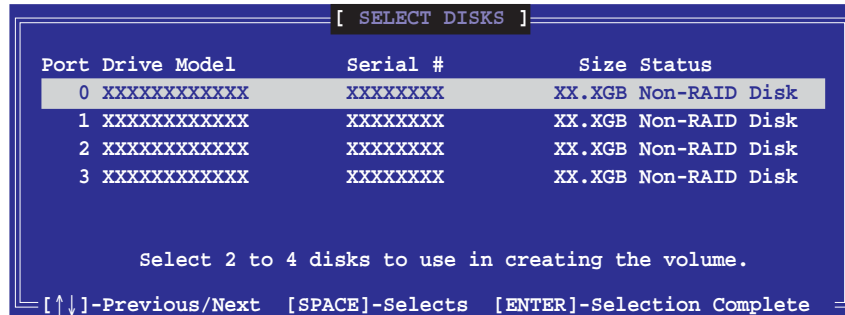 [ SELECT DISKS ]
Port Drive Model Serial # Size Status
0 XXXXXXXXXXXX XXXXXXXX XX.XGB Non-RAID Disk
1 XXXXXXXXXXXX XXXXXXXX XX.XGB Non-RAID Disk
2 XXXXXXXXXXXX XXXXXXXX XX.XGB Non-RAID Disk
3 XXXXXXXXXXXX XXXXXXXX XX.XGB Non-RAID Disk
Select 2 to 4 disks to use in creating the volume.
[↑↓]-Previous/Next [SPACE]-Selects [ENTER]-Selection Complete